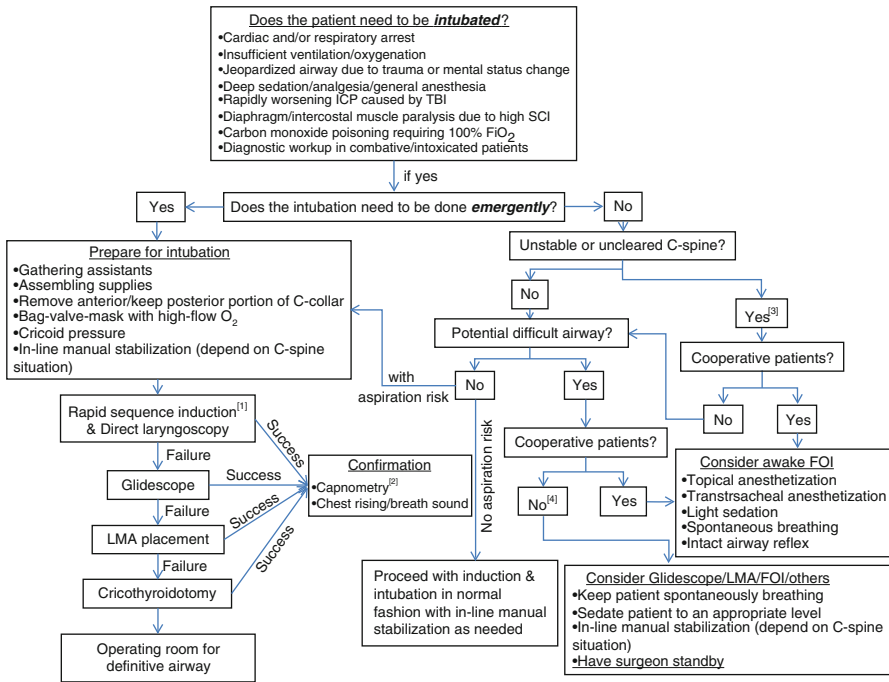 Does the patient need to be intubated?
•Cardiac and/or respiratory arrest
•Insufficient ventilation/oxygenation
•Jeopardized airway due to trauma or mental status change
•Deep sedation/analgesia/general anesthesia
•Rapidly worsening ICP caused by TBI
•Diaphragm/intercostal muscle paralysis due to high SCI
•Carbon monoxide poisoning requiring 100% FiO2
•Diagnostic workup in combative/intoxicated patients
if yes
Yes
Does the intubation need to be done emergently?
No
Prepare for intubation
•Gathering assistants
•Assembling supplies
•Remove anterior/keep posterior portion of C-collar
•Bag-valve-mask with high-flow O2
•Cricoid pressure
•In-line manual stabilization (depend on C-spine
situation)
Unstable or uncleared C-spine?
No
Yes[3]
Potential difficult airway?
Cooperative patients?
with
aspiration risk
No
Yes
No
Yes
Rapid sequence induction[1]
& Direct laryngoscopy
Success
Failure
Glidescope
Success
Failure
LMA placement
Success
Failure
Cricothyroidotomy
Success
Operating room for
definitive airway
Confirmation
•Capnometry[2]
•Chest rising/breath sound
No aspiration risk
Proceed with induction &
intubation in normal
fashion with in-line manual
stabilization as needed
Cooperative patients?
No[4]
Yes
Consider awake FOI
•Topical anesthetization
•Transtrsacheal anesthetization
•Light sedation
•Spontaneous breathing
•Intact airway reflex
Consider Glidescope/LMA/FOI/others
•Keep patient spontaneously breathing
•Sedate patient to an appropriate level
•In-line manual stabilization (depend on C-spine
situation)
•Have surgeon standby